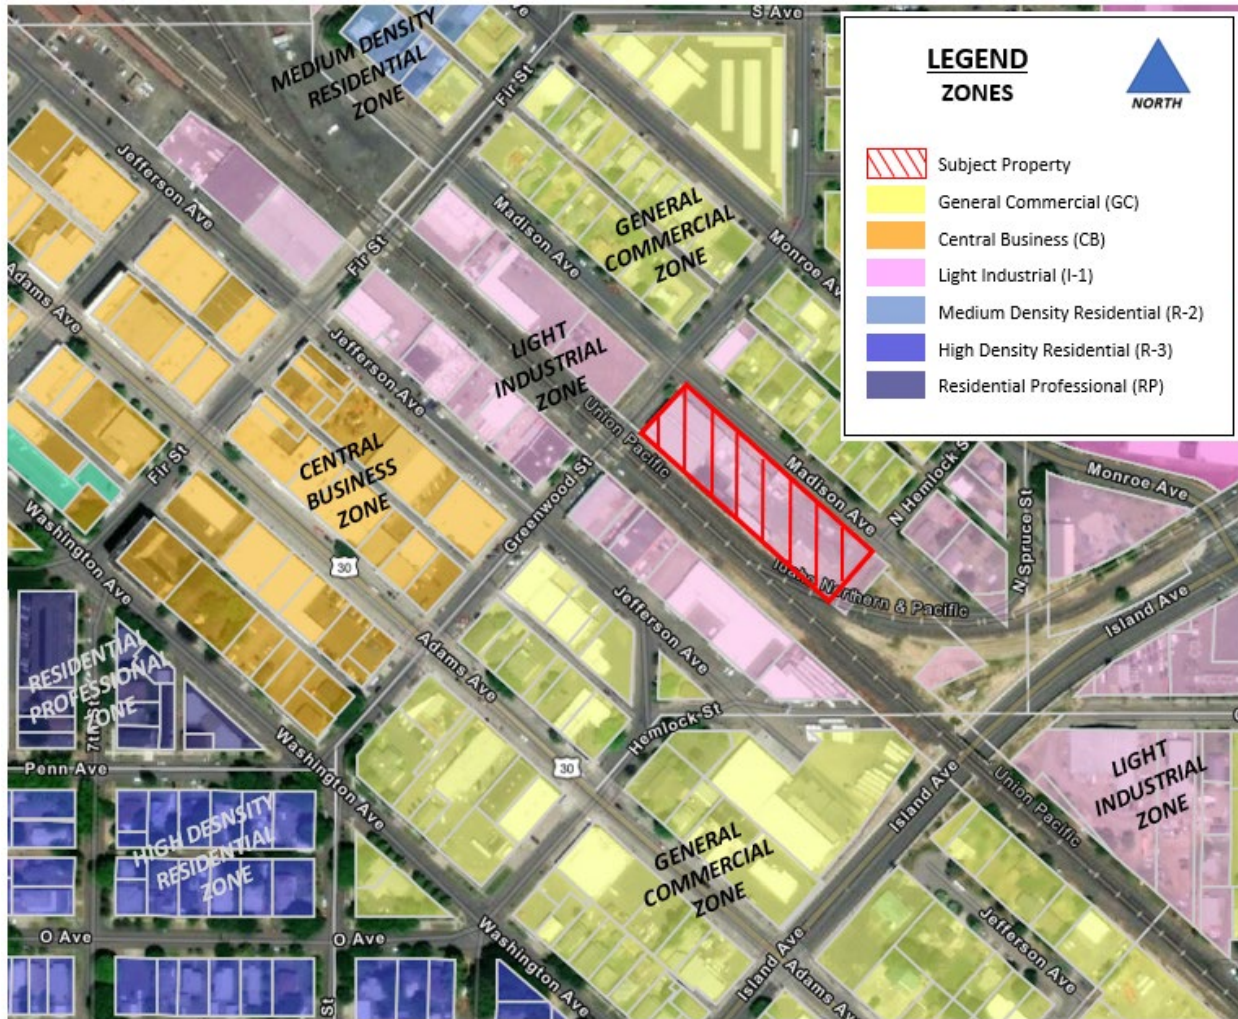 S Ave
Ave
MEDIUM DENSITY
RESIDENTIAL
ZONE
Fir St
LEGEND
ZONES
NORTH
Subject Property
General Commercial (GC)
Central Business (CB)
Light Industrial (I-1)
Medium Density Residential (R-2)
High Density Residential (R-3)
Residential Professional (RP)
Jefferson Ave
Madison Ave
GENERAL
COMMERCIAL
ZONE
Monroe Av
Fir St
Adams Ave
Jefferson Ave
LIGHT
INDUSTRIAL
ZONE
Union Pacific
CENTRAL
BUSINESS
ZONE
Fir St
Greenwood St
Madison Ave
N Hemlock S
Monroe Ave
N Spruce St
Washington Ave
30
Idaho Northern & Pacific
Island Ave
Jefferson Ave
RESIDENTIAL
PROFESSIONAL
ZONE
7th St
Adams Ave
Hemlock St
Penn Ave
Washington Ave
30
Island Ave
Union Pacific
LIGHT
INDUSTRIAL
ZONE
HIGH DESNSITY
RESIDENTIAL
ZONE
GENERAL
COMMERCIAL
ZONE
O Ave
O Ave
Washington Ave
Island Ave
Adams Ave
Jefferson Ave
St